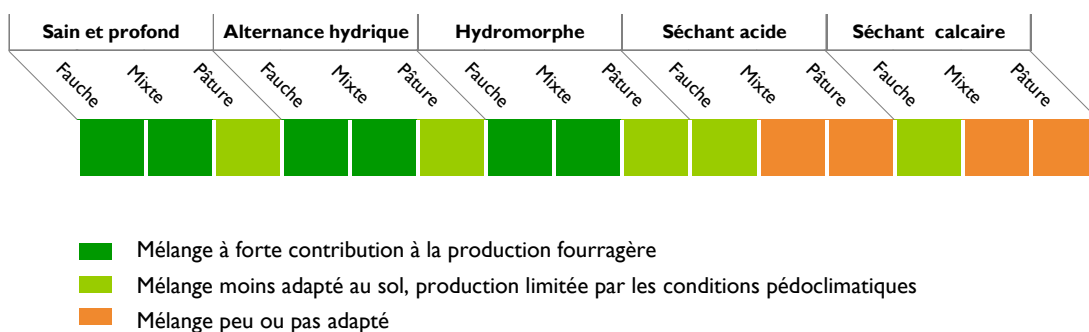 Sain et profond Alternance hydrique Hydromorphe Séchant acide Séchant calcaire
Fauche Mixte Pâture Fauche Mixte Pâture Fauche Mixte Pâture Fauche Mixte Pâture Fauche Mixte Pâture
Mélange à forte contribution à la production fourragère
Mélange moins adapté au sol, production limitée par les conditions pédoclimatiques
Mélange peu ou pas adapté